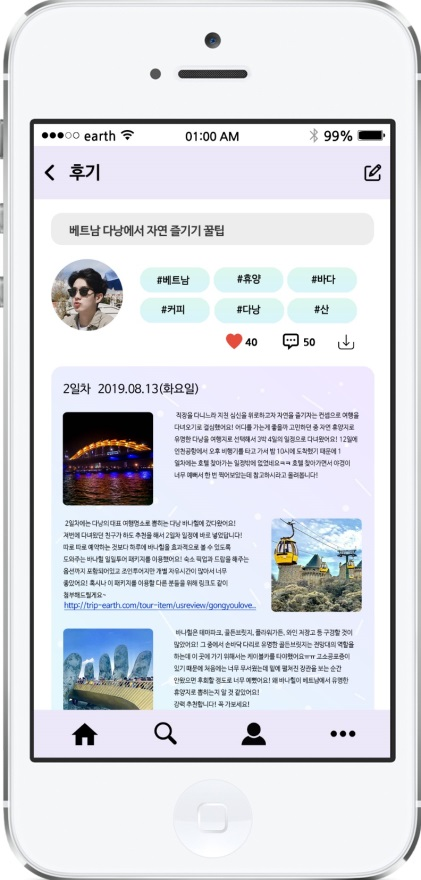 earth 01:00 AM 99%
후기
베트남 다낭에서 자연 즐기기 꿀팁
#베트남 #휴양 #바다
#커피 #다낭 #산
40 50
2일차 2019.08.13(화요일)
직장을 다니느라 지친 심신을 위로하고자 자연을 즐기자는 컨셉으로 여행을
다녀오기로 결심했어요! 어디를 가는게 좋을까 고민하던 중 자연 휴양지로
유명한 다낭을 여행지로 선택해서 3박 4일의 일정으로 다녀왔어요! 12일에
인천공항에서 오후 비행기를 타고 가서 밤 10시에 도착했기 때문에 1
일차에는 호텔 찾아가는 일정밖에 없었네요ㅠㅠ 호텔 찾아가면서 야경이
너무 예뻐서 한 번 찍어보았는데 참고하시라고 올려봅니다!
2일차에는 다낭의 대표 여행명소로 뽑히는 다낭 바나힐에 갔다왔어요!
저번에 다녀왔던 친구가 하도 추천을 해서 2일차 일정에 바로 넣었답니다!
따로 따로 예약하는 것보다 하루에 바나힐을 효과적으로 볼 수 있도록
도와주는 바나힐 일일투어 패키지를 이용했어요! 숙소 픽업과 드랍을 해주는
옵션까지 포함되어있고 조인투어지만 개별 자유시간이 많아서 너무
좋았어요! 혹시나 이 패키지를 이용할 다른 분들을 위해 링크도 같이
첨부해드릴게요~
http://trip-earth.com/tour-item/usreview/gongyoulove..
바나힐은 테마파크, 골든브릿지, 플라워가든, 와인 저장고 등 구경할 것이
많았어요! 그 중에서 손바닥 다리로 유명한 골든브릿지는 전망대의 역할을
하는데 이 곳에 가기 위해서는 케이블카를 타야했어요ㅠㅠ 고소공포증이
있기 때문에 처음에는 너무 무서웠는데 밑에 펼쳐진 장관을 보는 순간
안왔으면 후회할 정도로 너무 예뻤어요! 왜 바나힐이 베트남에서 유명한
휴양지로 뽑히는지 알 것 같았어요!
강력 추천합니다! 꼭 가보세요!